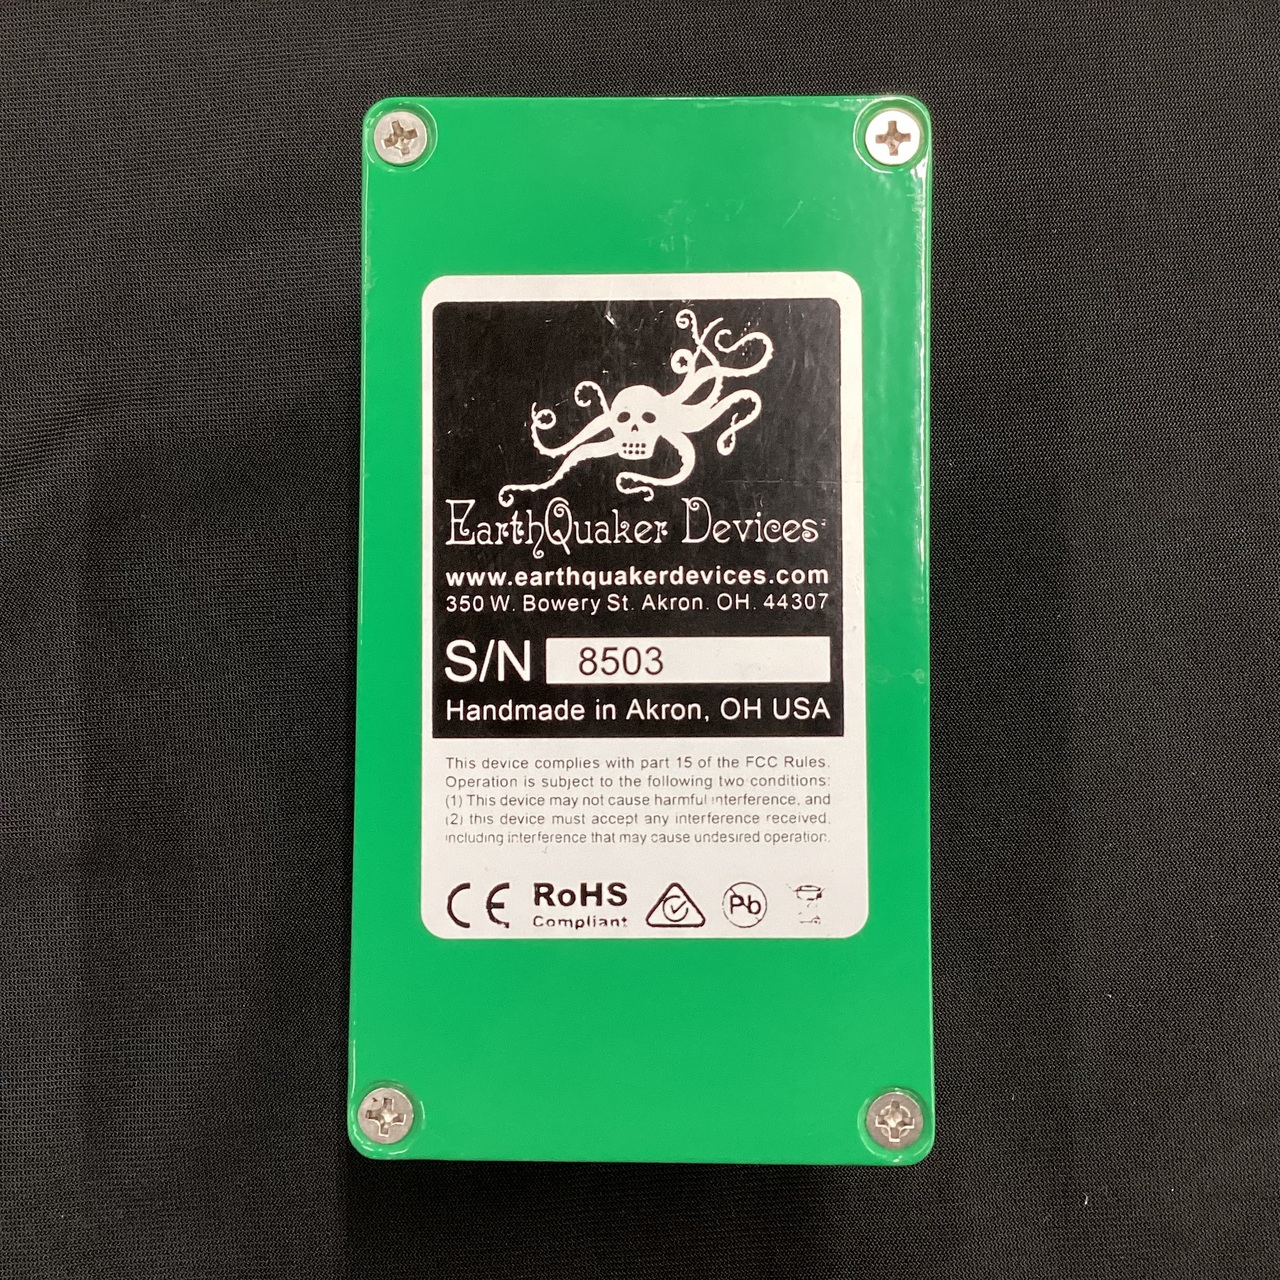 EarthQuaker Devices
www.earthquakerdevices.com
350 W. Bowery St. Akron. OH. 44307
S/N 8503
Handmade in Akron, OH USA
This device complies with part 15 of the FCC Rules.
Operation is subject to the following two conditions:
(1) This device may not cause harmful interference, and
(2) this device must accept any interference received,
including interference that may cause undesired operation.
CE RoHS Pb
Compliant